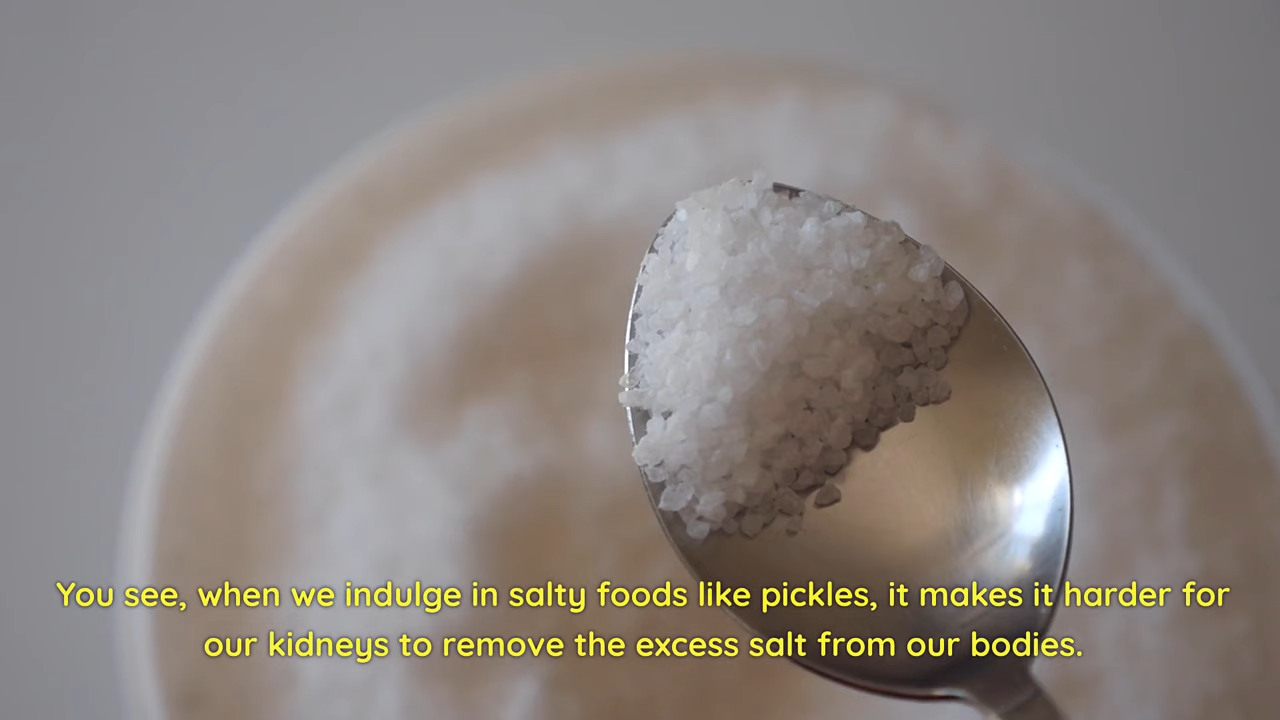 You see, when we indulge in salty foods like pickles, it makes it harder for
our kidneys to remove the excess salt from our bodies.